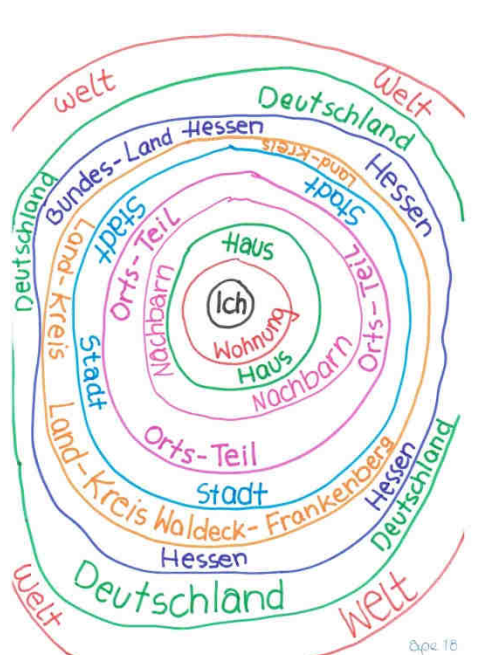 Welt
Welt
Deutschland
Bundes-Land Hessen
Land-Kreis
Hessen
Deutschland
Stadt
Stadt
Land-Kreis
Orts-Teil
Orts-Teil
Haus
Nachbarn
Ich
Wohnung
Haus
Nachbarn
Stadt
Orts-Teil
Stadt
Land-Kreis Waldeck-Frankenberg
Hessen
Deutschland
Hessen
Deutschland
Welt
Welt